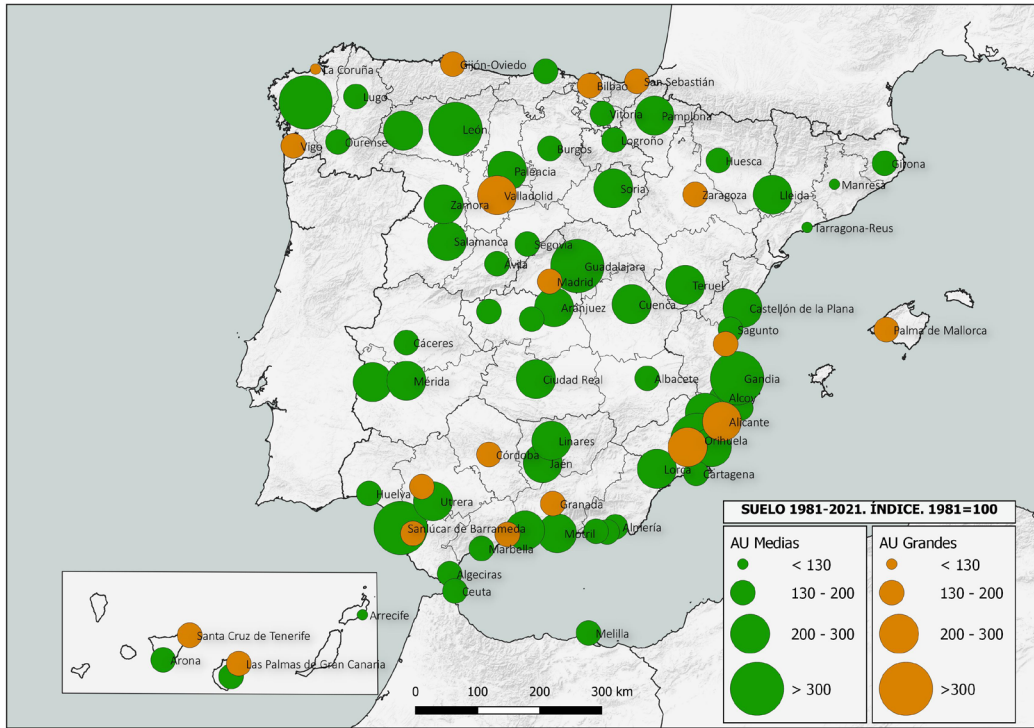 La Coruña
Gijón-Oviedo
Bilbao
San Sebastián
Lugo
Vitoria
Pamplona
León
Vigo
Ourense
Logroño
Burgos
Huesca
Girona
Palencia
Manresa
Soria
Zaragoza
Lleida
Valladolid
Zamora
Tarragona-Reus
Salamanca
Segovia
Ávila
Guadalajara
Madrid
Teruel
Aranjuez
Cuenca
Castellón de la Plana
Sagunto
Palma de Mallorca
Cáceres
Mérida
Ciudad Real
Albacete
Gandia
Alcoy
Alicante
Linares
Orihuela
Córdoba
Jaén
Lorca
Cartagena
Huelva
Utrera
Granada
Sanlúcar de Barrameda
Motril
Almería
Marbella
Algeciras
Ceuta
Melilla
Arrecife
Santa Cruz de Tenerife
Arona
Las Palmas de Gran Canaria
0 100 200 300 km
SUELO 1981-2021. ÍNDICE. 1981=100
AU Medias AU Grandes
< 130 < 130
130 - 200 130 - 200
200 - 300 200 - 300
> 300 >300